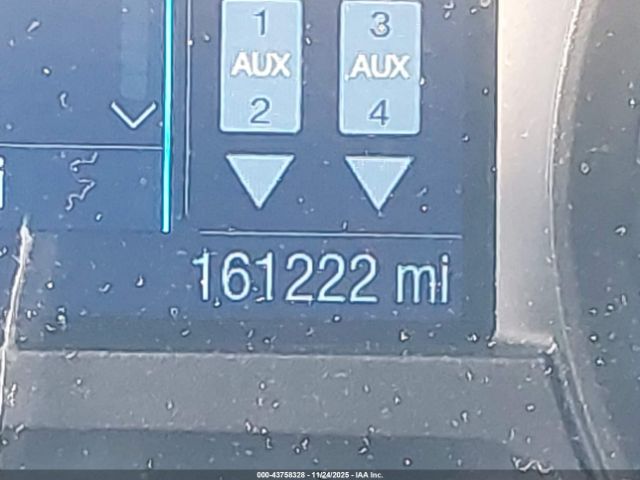 1 3
AUX AUX
2 4
161222 mi
000-43758328 - 11/24/2025 - IAA Inc.